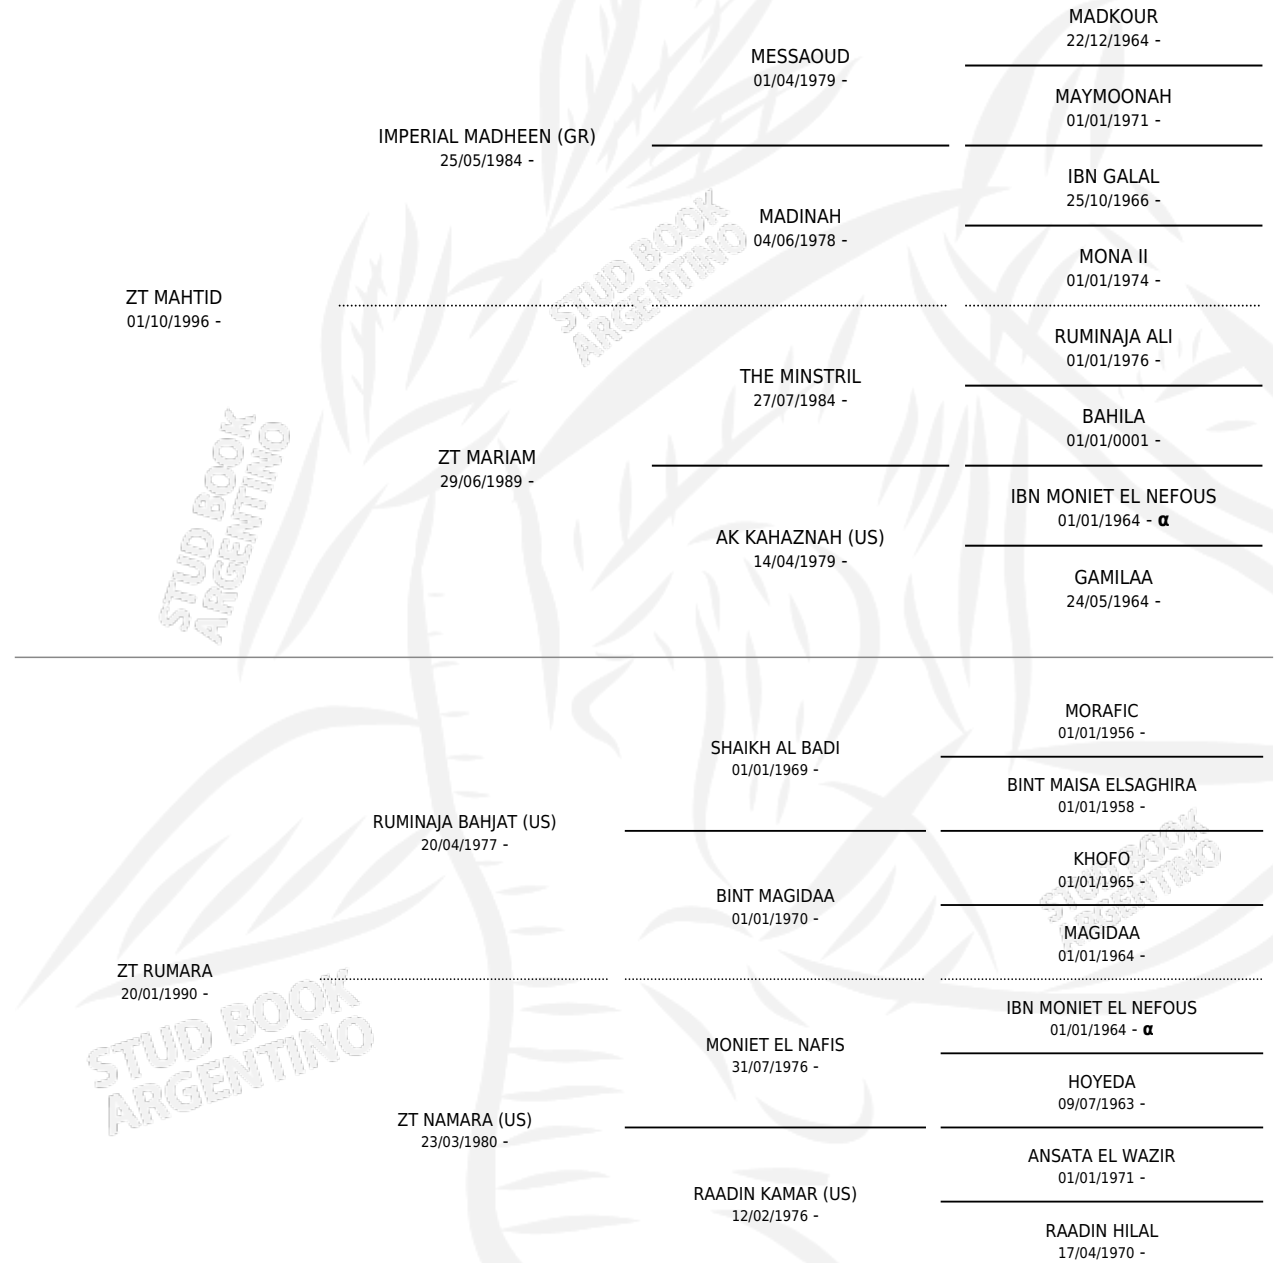 MADKOUR
22/12/1964 -
MESSAOUD
01/04/1979 -
MAYMOONAH
01/01/1971 -
IMPERIAL MADHEEN (GR)
25/05/1984 -
IBN GALAL
25/10/1966 -
MADINAH
04/06/1978 -
MONA II
01/01/1974 -
ZT MAHTID
01/10/1996 -
RUMINAJA ALI
01/01/1976 -
THE MINSTRIL
27/07/1984 -
BAHILA
01/01/0001 -
ZT MARIAM
29/06/1989 -
IBN MONIET EL NEFOUS
01/01/1964 - α
AK KAHAZNAH (US)
14/04/1979 -
GAMILAA
24/05/1964 -
MORAFIC
01/01/1956 -
SHAIKH AL BADI
01/01/1969 -
BINT MAISA ELSAGHIRA
01/01/1958 -
RUMINAJA BAHJAT (US)
20/04/1977 -
KHOFO
01/01/1965 -
BINT MAGIDAA
01/01/1970 -
MAGIDAA
01/01/1964 -
ZT RUMARA
20/01/1990 -
IBN MONIET EL NEFOUS
01/01/1964 - α
MONIET EL NAFIS
31/07/1976 -
HOYEDA
09/07/1963 -
ZT NAMARA (US)
23/03/1980 -
ANSATA EL WAZIR
01/01/1971 -
RAADIN KAMAR (US)
12/02/1976 -
RAADIN HILAL
17/04/1970 -
STUD BOOK
ARGENTINO
STUD BOOK
ARGENTINO
STUD BOOK
ARGENTINO
STUD BOOK
ARGENTINO